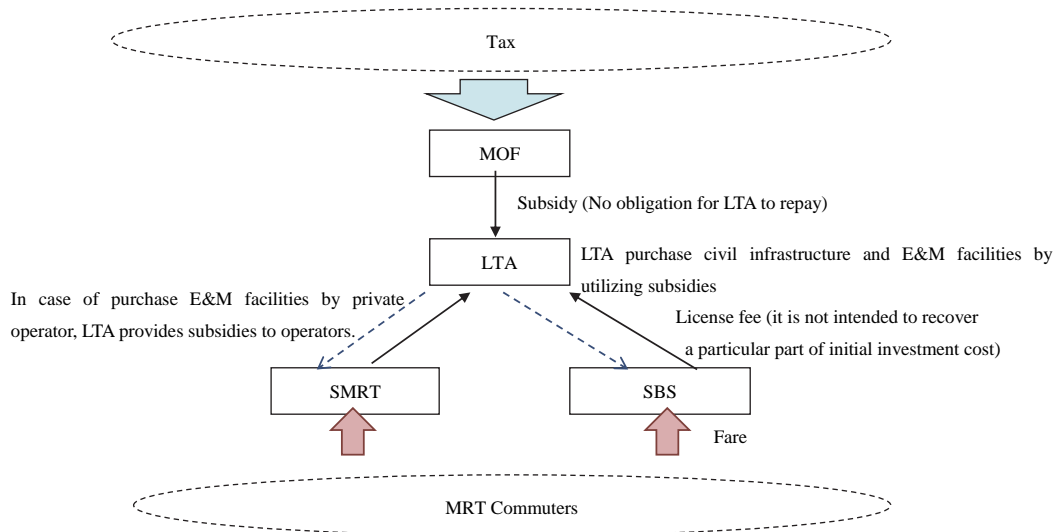 Tax
MOF
Subsidy (No obligation for LTA to repay)
LTA
LTA purchase civil infrastructure and E&M facilities by
utilizing subsidies
In case of purchase E&M facilities by private
operator, LTA provides subsidies to operators.
License fee (it is not intended to recover
a particular part of initial investment cost)
SMRT
SBS
Fare
MRT Commuters